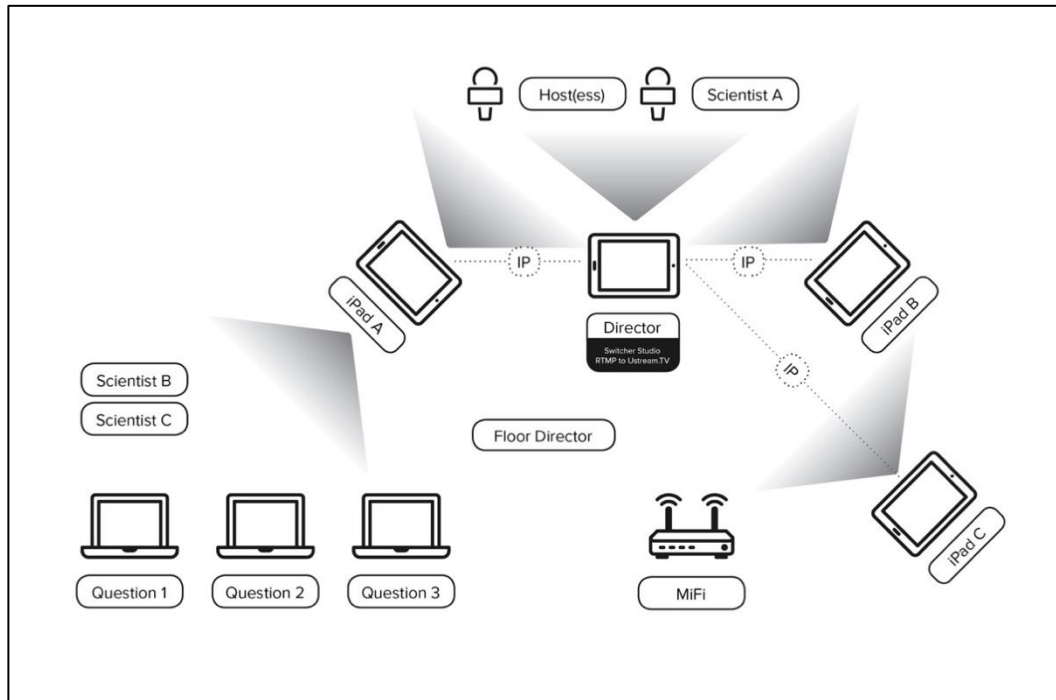 Host(ess)
Scientist A
IP
IP
iPad A
iPad B
Director
Switcher Studio
RTMP to Ustream.TV
IP
Scientist B
Scientist C
Floor Director
iPad C
Question 1
Question 2
Question 3
MiFi